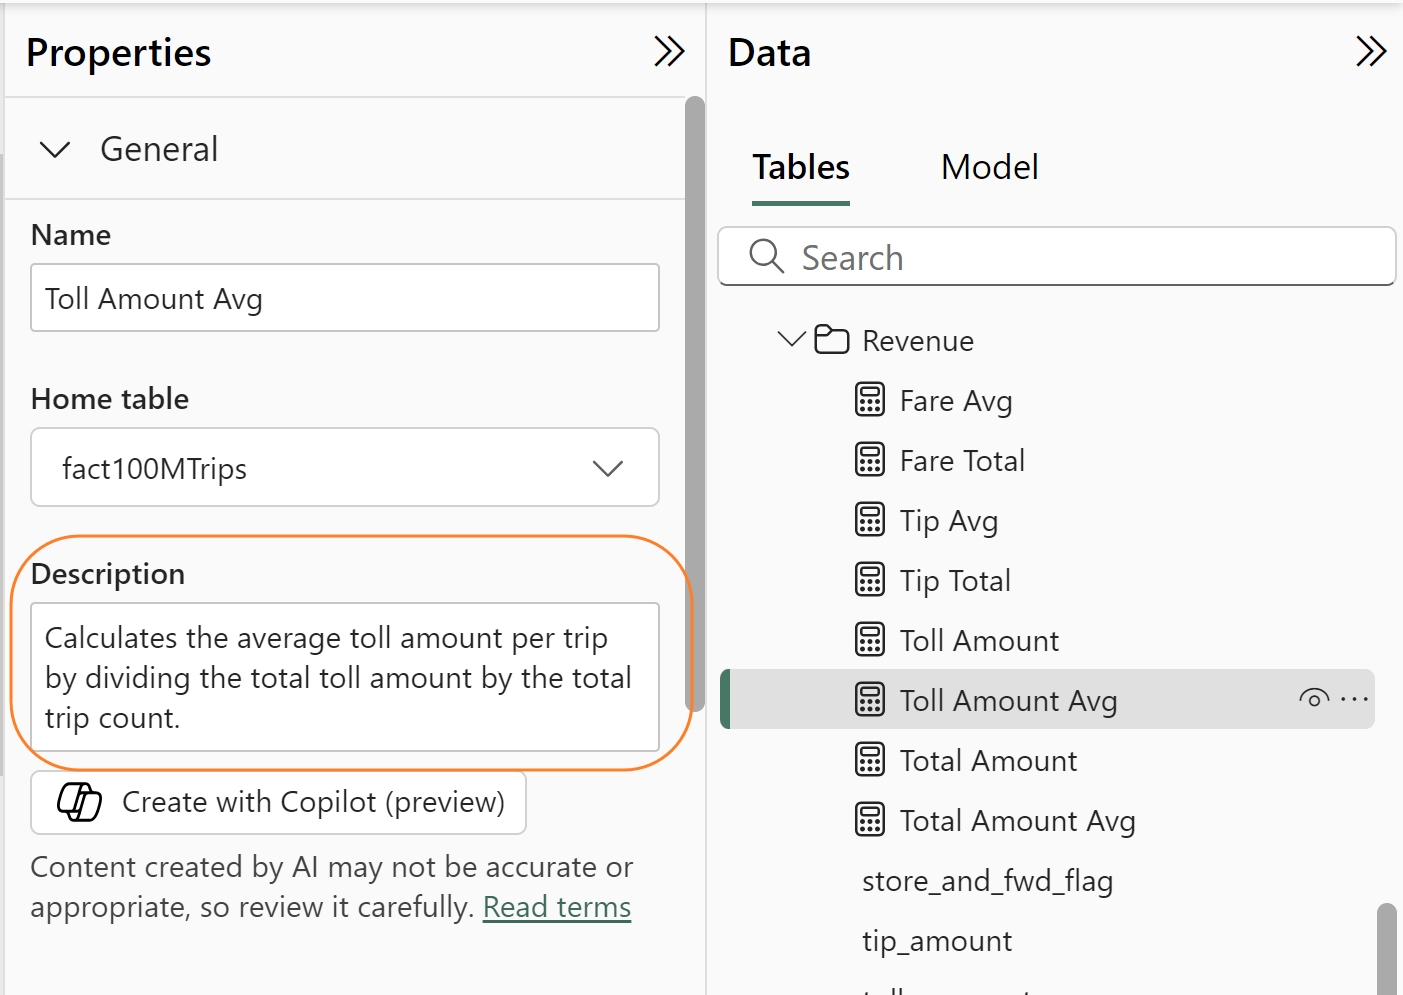 Properties
General
Name
Toll Amount Avg
Home table
fact100MTrips
Description
Calculates the average toll amount per trip
by dividing the total toll amount by the total
trip count.
Create with Copilot (preview)
Content created by AI may not be accurate or
appropriate, so review it carefully. Read terms
Data
Tables
Model
Search
Revenue
Fare Avg
Fare Total
Tip Avg
Tip Total
Toll Amount
Toll Amount Avg
Total Amount
Total Amount Avg
store_and_fwd_flag
tip_amount